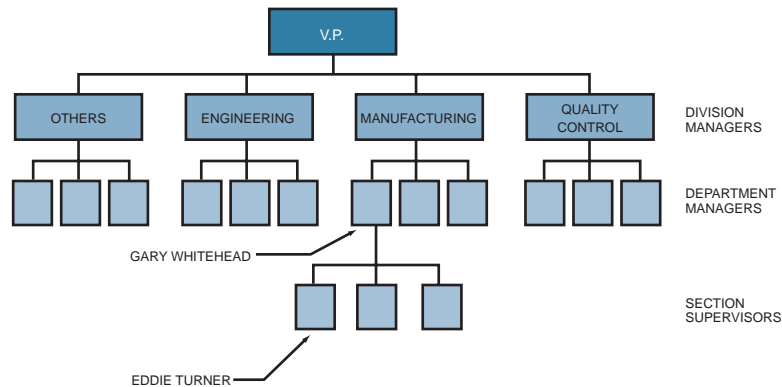 V.P.
OTHERS
ENGINEERING
MANUFACTURING
QUALITY
CONTROL
DIVISION
MANAGERS
DEPARTMENT
MANAGERS
GARY WHITEHEAD
SECTION
SUPERVISORS
EDDIE TURNER